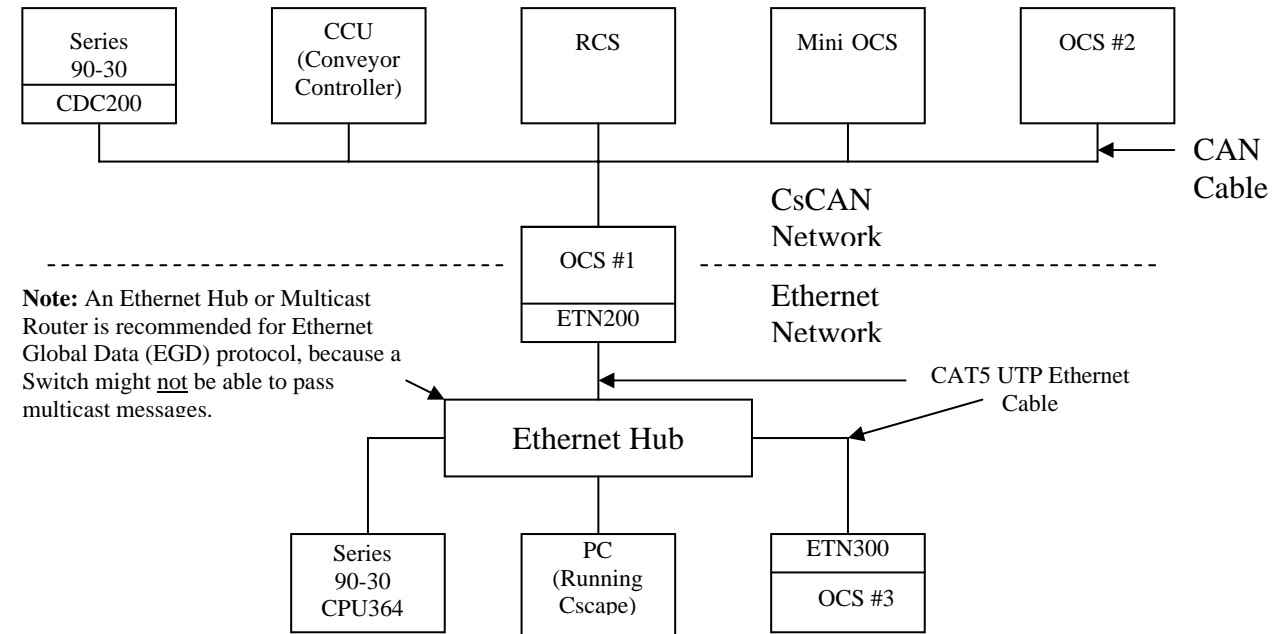 Series
90-30
CDC200
CCU
(Conveyor
Controller)
RCS
Mini OCS
OCS #2
CAN
Cable
CsCAN
Network
OCS #1
ETN200
Ethernet
Network
Note: An Ethernet Hub or Multicast
Router is recommended for Ethernet
Global Data (EGD) protocol, because a
Switch might not be able to pass
multicast messages.
CAT5 UTP Ethernet
Cable
Ethernet Hub
Series
90-30
CPU364
PC
(Running
Cscape)
ETN300
OCS #3